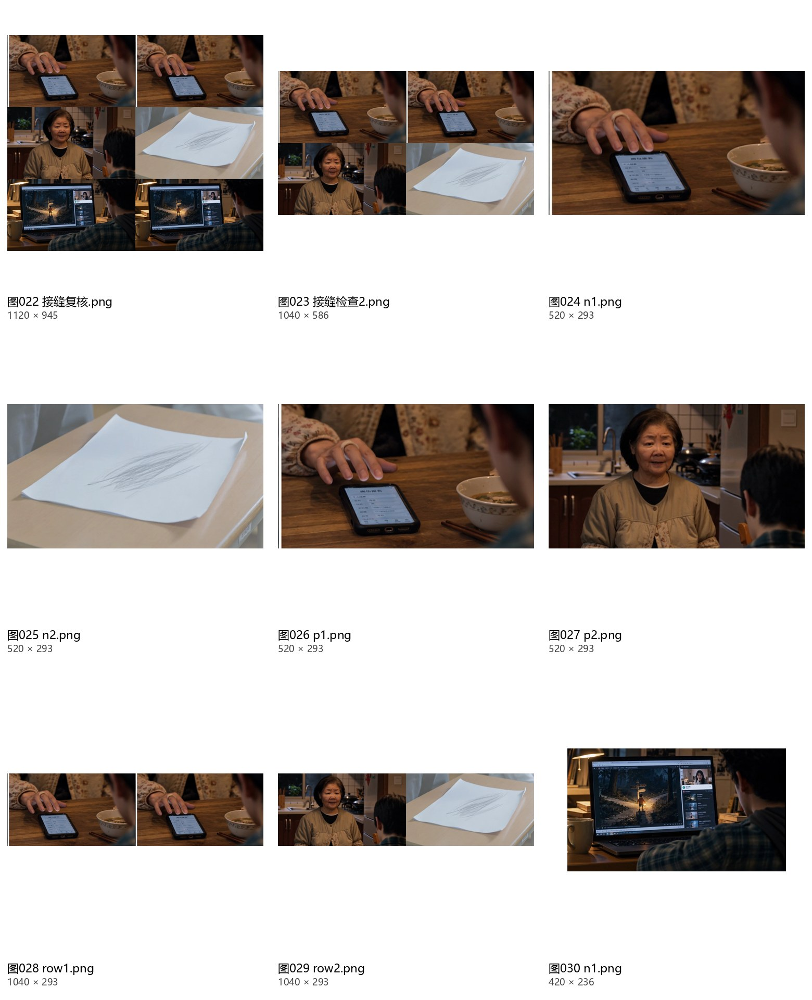 图022 接缝复核.png
1120 × 945
图023 接缝检查2.png
1040 × 586
图024 n1.png
520 × 293
图025 n2.png
520 × 293
图026 p1.png
520 × 293
图027 p2.png
520 × 293
图028 row1.png
1040 × 293
图029 row2.png
1040 × 293
图030 n1.png
420 × 236